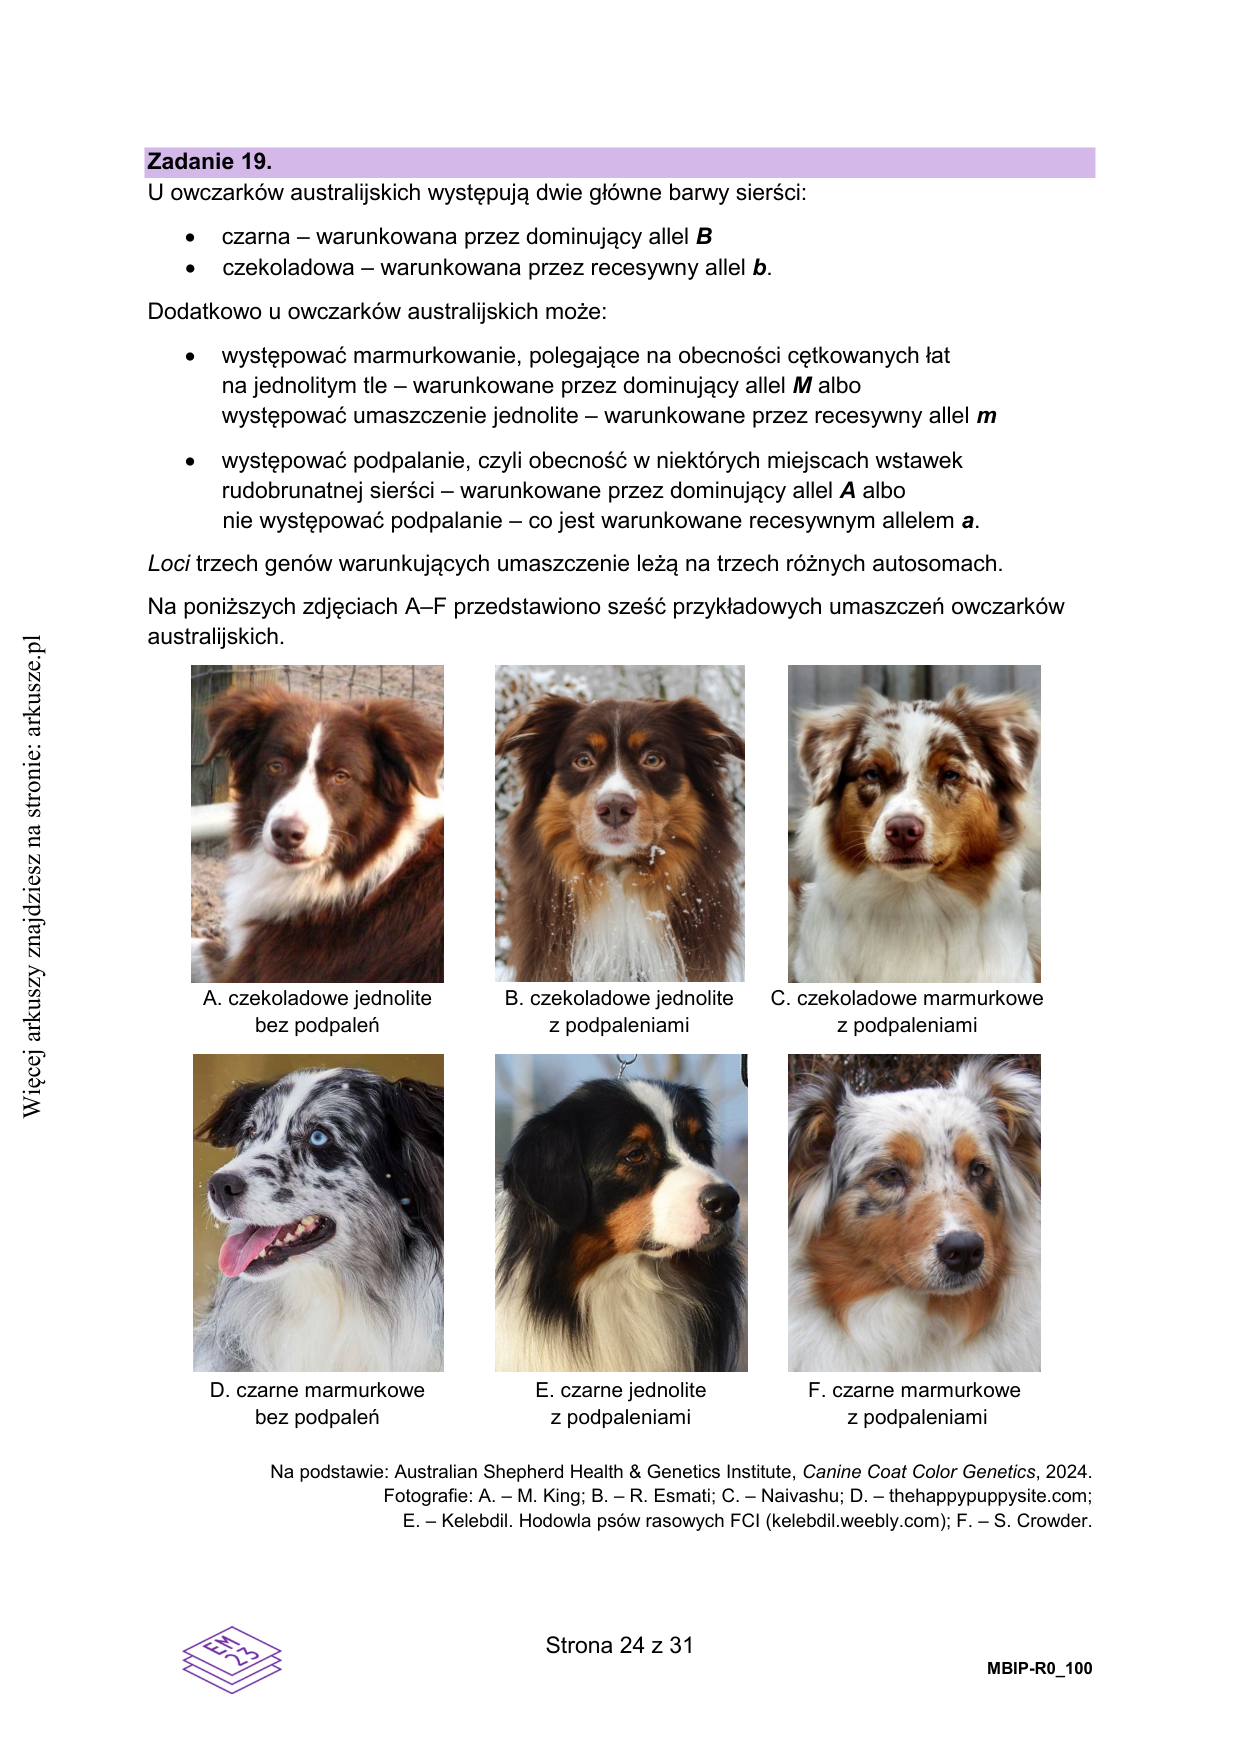 Zadanie 19.
U owczarków australijskich występują dwie główne barwy sierści:
• czarna – warunkowana przez dominujący allel B
• czekoladowa – warunkowana przez recesywny allel b.
Dodatkowo u owczarków australijskich może:
• występować marmurkowanie, polegające na obecności cętkowanych łat
na jednolitym tle – warunkowane przez dominujący allel M albo
występować umaszczenie jednolite – warunkowane przez recesywny allel m
• występować podpalanie, czyli obecność w niektórych miejscach wstawek
rudobrunatnej sierści – warunkowane przez dominujący allel A albo
nie występować podpalanie – co jest warunkowane recesywnym allelem a.
Loci trzech genów warunkujących umaszczenie leżą na trzech różnych autosomach.
Na poniższych zdjęciach A–F przedstawiono sześć przykładowych umaszczeń owczarków
australijskich.
A. czekoladowe jednolite
bez podpaleń
B. czekoladowe jednolite
z podpaleniami
C. czekoladowe marmurkowe
z podpaleniami
D. czarne marmurkowe
bez podpaleń
E. czarne jednolite
z podpaleniami
F. czarne marmurkowe
z podpaleniami
Na podstawie: Australian Shepherd Health & Genetics Institute, Canine Coat Color Genetics, 2024.
Fotografie: A. – M. King; B. – R. Esmati; C. – Naivashu; D. – thehappypuppysite.com;
E. – Kelebdil. Hodowla psów rasowych FCI (kelebdil.weebly.com); F. – S. Crowder.
Więcej arkuszy znajdziesz na stronie: arkusze.pl
EM
23
Strona 24 z 31
MBIP-R0_100